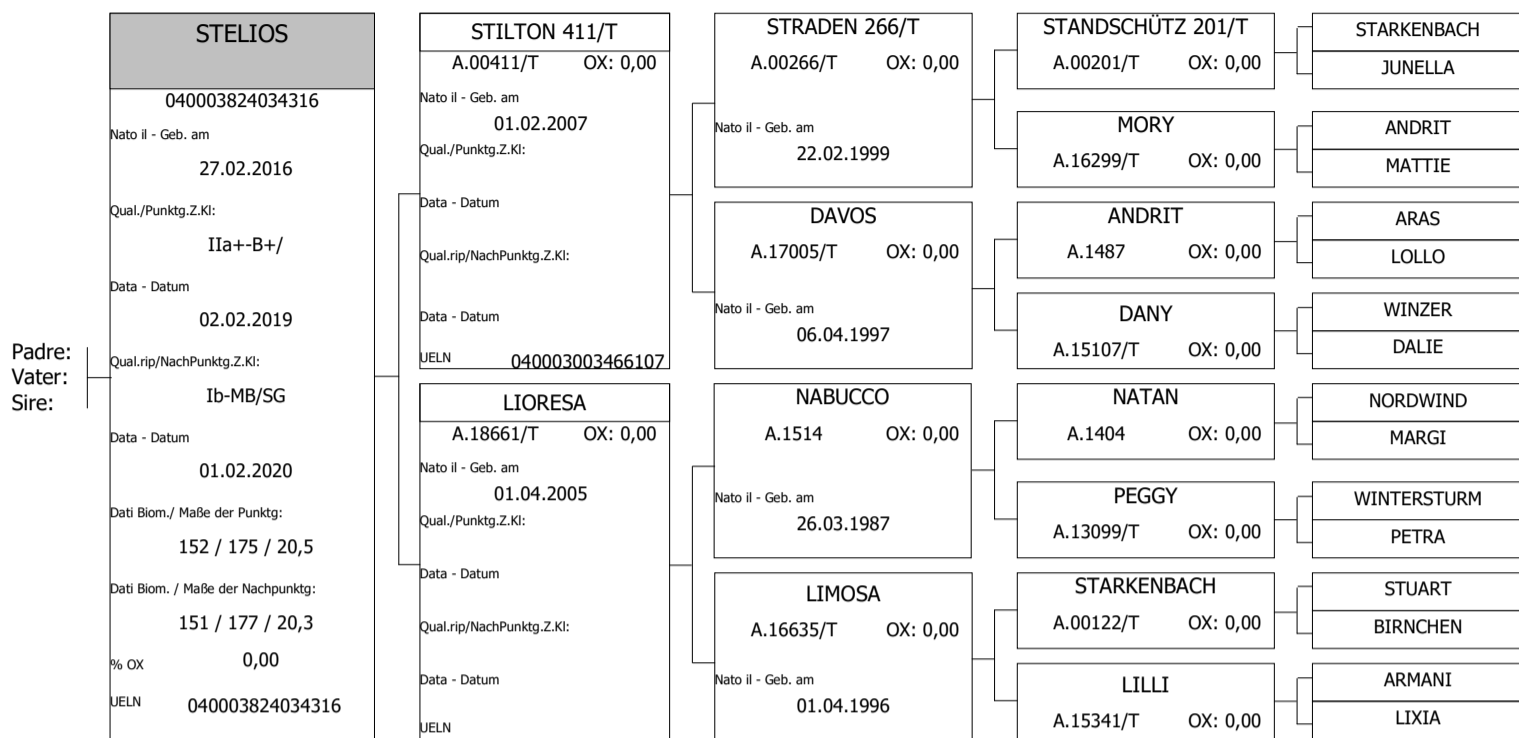 Padre:
Vater:
Sire:
STELIOS
040003824034316
Nato il - Geb. am
27.02.2016
Qual./Punktg.Z.Kl:
IIa+-B+/
Data - Datum
02.02.2019
Qual.rip/NachPunktg.Z.Kl:
Ib-MB/SG
Data - Datum
01.02.2020
Dati Biom./ Maße der Punktg:
152 / 175 / 20,5
Dati Biom. / Maße der Nachpunktg:
151 / 177 / 20,3
% OX 0,00
UELN 040003824034316
STILTON 411/T
A.00411/T OX: 0,00
Nato il - Geb. am
01.02.2007
Qual./Punktg.Z.Kl:
Data - Datum
Qual.rip/NachPunktg.Z.Kl:
Data - Datum
UELN 040003003466107
LIORESA
A.18661/T OX: 0,00
Nato il - Geb. am
01.04.2005
Qual./Punktg.Z.Kl:
Data - Datum
Qual.rip/NachPunktg.Z.Kl:
Data - Datum
UELN
STRADEN 266/T
A.00266/T OX: 0,00
Nato il - Geb. am
22.02.1999
DAVOS
A.17005/T OX: 0,00
Nato il - Geb. am
06.04.1997
NABUCCO
A.1514 OX: 0,00
Nato il - Geb. am
26.03.1987
LIMOSA
A.16635/T OX: 0,00
Nato il - Geb. am
01.04.1996
STANDSCHÜTZ 201/T
A.00201/T OX: 0,00
MORY
A.16299/T OX: 0,00
ANDRIT
A.1487 OX: 0,00
DANY
A.15107/T OX: 0,00
NATAN
A.1404 OX: 0,00
PEGGY
A.13099/T OX: 0,00
STARKENBACH
A.00122/T OX: 0,00
LILLI
A.15341/T OX: 0,00
STARKENBACH
JUNELLA
ANDRIT
MATTIE
ARAS
LOLLO
WINZER
DALIE
NORDWIND
MARGI
WINTERSTURM
PETRA
STUART
BIRNCHEN
ARMANI
LIXIA